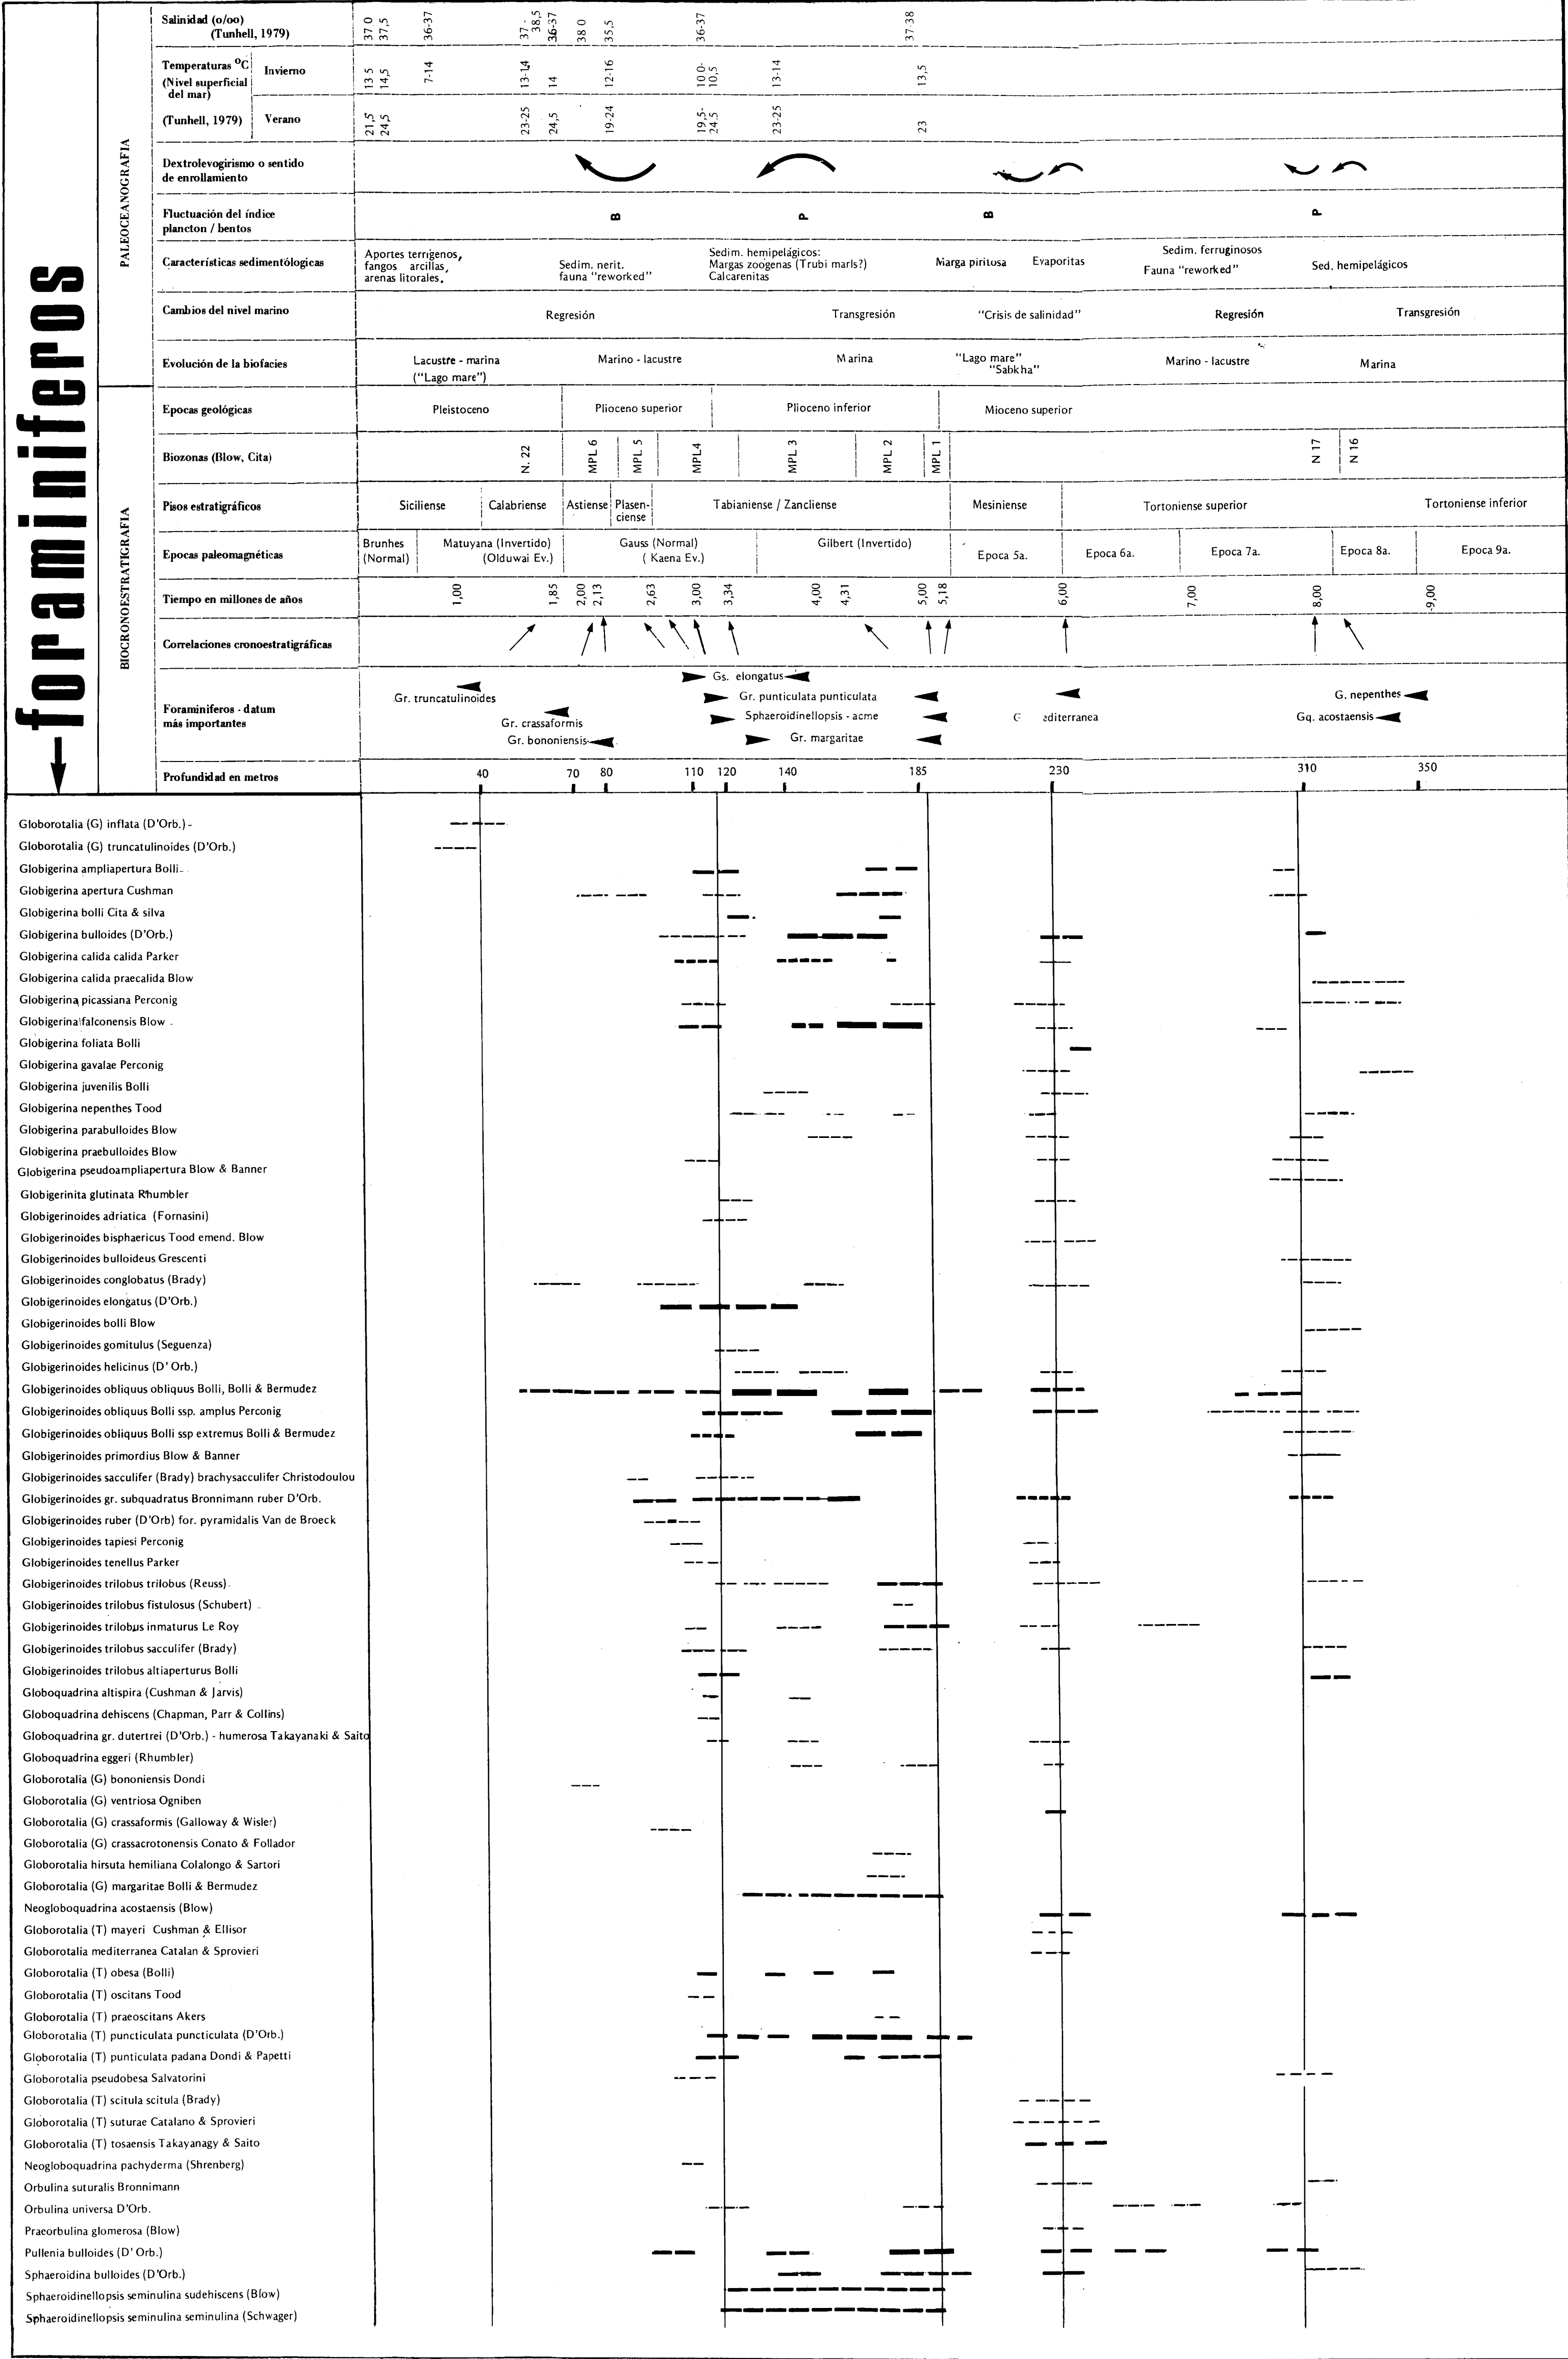 foraminiferos
PALEOCEANOGRAFIA
Salinidad (o/oo)
(Tunhell, 1979)
37.0
37,5
36-37
37 -
38,5
36-37
38 0
35,5
36-37
37-38
Temperaturas ºC
(Nivel superficial
del mar)
Invierno
13 5
14,5
7-14
13-14
14
12-16
10 0-
10,5
13-14
13,5
(Tunhell, 1979)
Verano
21,5
24,5
23-25
24,5
19-24
19,5-
24,5
23-25
23
Dextrolevogirismo o sentido
de enrollamiento
Fluctuación del índice
plancton / bentos
B
P
B
P
Características sedimentólogicas
Aportes terrígenos,
fangos arcillas,
arenas litorales.
Sedim. nerit.
fauna "reworked"
Sedim. hemipelágicos:
Margas zoógenas (Trubi marls?)
Calcarenitas
Marga piritosa
Evaporitas
Sedim. ferruginosos
Fauna "reworked"
Sed. hemipelágicos
Cambios del nivel marino
Regresión
Transgresión
"Crisis de salinidad"
Regresión
Transgresión
Evolución de la biofacies
Lacustre - marina
("Lago mare")
Marino - lacustre
Marina
"Lago mare"
"Sabkha"
Marino - lacustre
Marina
BIOCRONOESTRATIGRAFIA
Epocas geológicas
Pleistoceno
Plioceno superior
Plioceno inferior
Mioceno superior
Biozonas (Blow, Cita)
N. 22
MPL 6
MPL 5
MPL4
MPL 3
MPL 2
MPL 1
N 17
N 16
Pisos estratigráficos
Siciliense
Calabriense
Astiense
Plasen-
ciense
Tabianiense / Zancliense
Mesiniense
Tortoniense superior
Tortoniense inferior
Epocas paleomagnéticas
Brunhes
(Normal)
Matuyana (Invertido)
(Olduwai Ev.)
Gauss (Normal)
( Kaena Ev.)
Gilbert (Invertido)
Epoca 5a.
Epoca 6a.
Epoca 7a.
Epoca 8a.
Epoca 9a.
Tiempo en millones de años
1,00
1,85
2,00
2,13
2,63
3,00
3,34
4,00
4,31
5,00
5,18
6,00
7,00
8,00
9,00
Correlaciones cronoestratigráficas
Foraminiferos - datum
más importantes
Gr. truncatulinoides
Gr. crassaformis
Gr. bononiensis
Gs. elongatus
Gr. punticulata punticulata
Sphaeroidinellopsis - acme
Gr. margaritae
G editerranea
G. nepenthes
Gq. acostaensis
Profundidad en metros
40
70
80
110
120
140
185
230
310
350
Globorotalia (G) inflata (D'Orb.) -
Globorotalia (G) truncatulinoides (D'Orb.)
Globigerina ampliapertura Bolli
Globigerina apertura Cushman
Globigerina bolli Cita & silva
Globigerina bulloides (D'Orb.)
Globigerina calida calida Parker
Globigerina calida praecalida Blow
Globigerina picassiana Perconig
Globigerina falconensis Blow
Globigerina foliata Bolli
Globigerina gavalae Perconig
Globigerina juvenilis Bolli
Globigerina nepenthes Tood
Globigerina parabulloides Blow
Globigerina praebulloides Blow
Globigerina pseudoampliapertura Blow & Banner
Globigerinita glutinata Rhumbler
Globigerinoides adriatica (Fornasini)
Globigerinoides bisphaericus Tood emend. Blow
Globigerinoides bulloideus Grescenti
Globigerinoides conglobatus (Brady)
Globigerinoides elongatus (D'Orb.)
Globigerinoides bolli Blow
Globigerinoides gomitulus (Seguenza)
Globigerinoides helicinus (D' Orb.)
Globigerinoides obliquus obliquus Bolli, Bolli & Bermudez
Globigerinoides obliquus Bolli ssp. amplus Perconig
Globigerinoides obliquus Bolli ssp extremus Bolli & Bermudez
Globigerinoides primordius Blow & Banner
Globigerinoides sacculifer (Brady) brachysacculifer Christodoulou
Globigerinoides gr. subquadratus Bronnimann ruber D'Orb.
Globigerinoides ruber (D'Orb) for. pyramidalis Van de Broeck
Globigerinoides tapiesi Perconig
Globigerinoides tenellus Parker
Globigerinoides trilobus trilobus (Reuss)
Globigerinoides trilobus fistulosus (Schubert)
Globigerinoides trilobus inmaturus Le Roy
Globigerinoides trilobus sacculifer (Brady)
Globigerinoides trilobus altiaperturus Bolli
Globoquadrina altispira (Cushman & Jarvis)
Globoquadrina dehiscens (Chapman, Parr & Collins)
Globoquadrina gr. dutertrei (D'Orb.) - humerosa Takayanaki & Saito
Globoquadrina eggeri (Rhumbler)
Globorotalia (G) bononiensis Dondi
Globorotalia (G) ventriosa Ogniben
Globorotalia (G) crassaformis (Galloway & Wisler)
Globorotalia (G) crassacrotonensis Conato & Follador
Globorotalia hirsuta hemiliana Colalongo & Sartori
Globorotalia (G) margaritae Bolli & Bermudez
Neogloboquadrina acostaensis (Blow)
Globorotalia (T) mayeri Cushman & Ellisor
Globorotalia mediterranea Catalan & Sprovieri
Globorotalia (T) obesa (Bolli)
Globorotalia (T) oscitans Tood
Globorotalia (T) praeoscitans Akers
Globorotalia (T) puncticulata puncticulata (D'Orb.)
Globorotalia (T) punticulata padana Dondi & Papetti
Globorotalia pseudobesa Salvatorini
Globorotalia (T) scitula scitula (Brady)
Globorotalia (T) suturae Catalano & Sprovieri
Globorotalia (T) tosaensis Takayanagy & Saito
Neogloboquadrina pachyderma (Shrenberg)
Orbulina suturalis Bronnimann
Orbulina universa D'Orb.
Praeorbulina glomerosa (Blow)
Pullenia bulloides (D' Orb.)
Sphaeroidina bulloides (D'Orb.)
Sphaeroidinellopsis seminulina sudehiscens (Blow)
Sphaeroidinellopsis seminulina seminulina (Schwager)